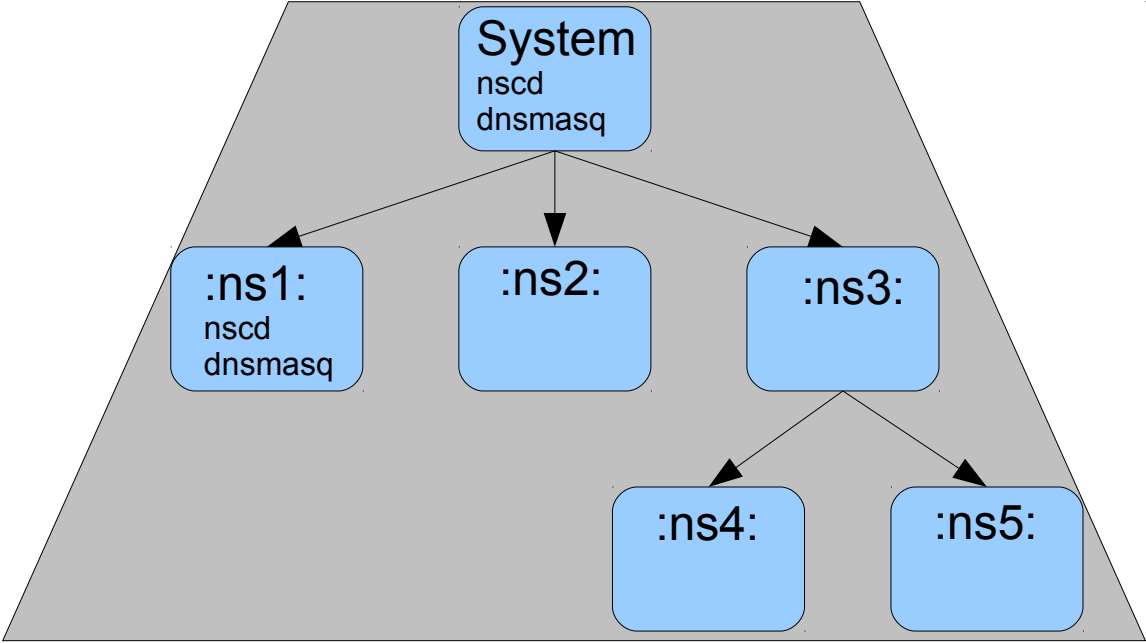 System
nscd
dnsmasq
:ns1:
nscd
dnsmasq
:ns2:
:ns3:
:ns4:
:ns5: